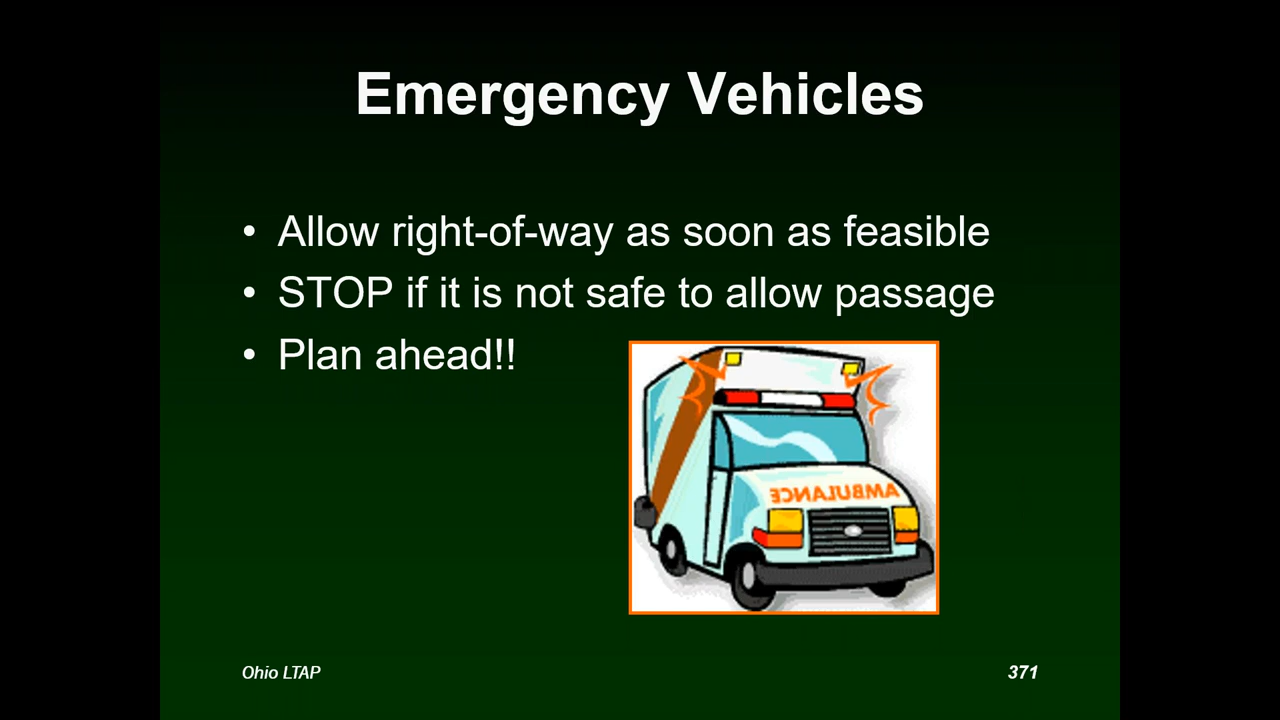 Emergency Vehicles
• Allow right-of-way as soon as feasible
• STOP if it is not safe to allow passage
• Plan ahead!!
AMBULANCE
Ohio LTAP
371